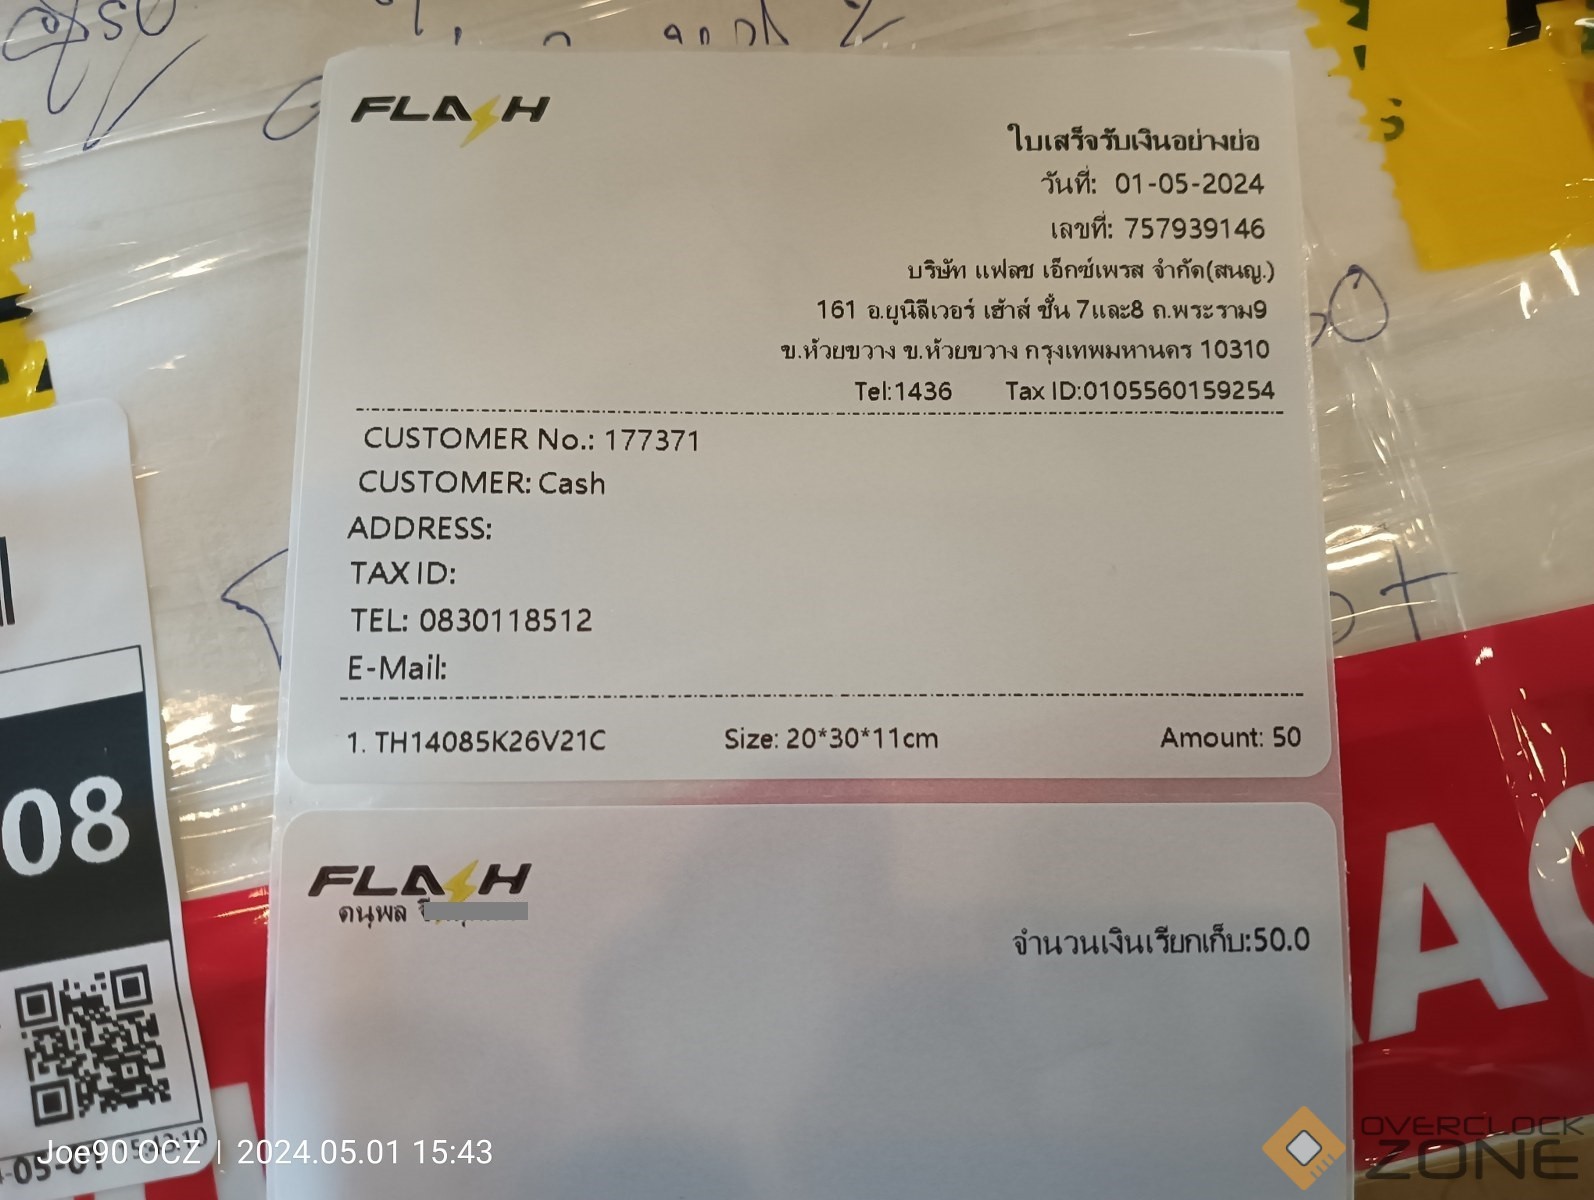 FLASH
ใบเสร็จรับเงินอย่างย่อ
วันที่: 01-05-2024
เลขที่: 757939146
บริษัท แฟลช เอ็กซ์เพรส จำกัด(สนญ.)
161 อ.ยูนิลีเวอร์ เฮ้าส์ ชั้น 7และ8 ถ.พระราม9
ข.ห้วยขวาง ข.ห้วยขวาง กรุงเทพมหานคร 10310
Tel:1436 Tax ID:0105560159254
CUSTOMER No.: 177371
CUSTOMER: Cash
ADDRESS:
TAX ID:
TEL: 0830118512
E-Mail:
1. TH14085K26V21C Size: 20*30*11cm Amount: 50
08
FLASH
ดนุพล
จำนวนเงินเรียกเก็บ:50.0
Joe90 OCZ | 2024.05.01 15:43
OVERCLOCK
ZONE